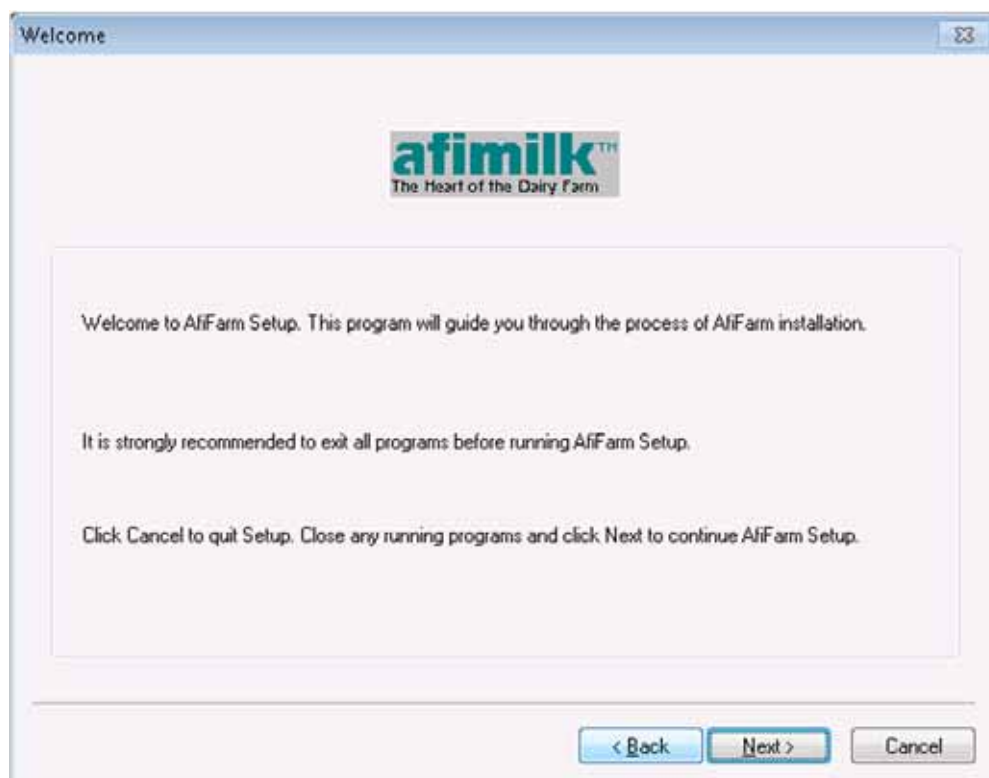 Welcome
afimilk™
The Heart of the Dairy Farm
Welcome to AfiFarm Setup. This program will guide you through the process of AfiFarm installation.
It is strongly recommended to exit all programs before running AfiFarm Setup.
Click Cancel to quit Setup. Close any running programs and click Next to continue AfiFarm Setup.
< Back Next > Cancel